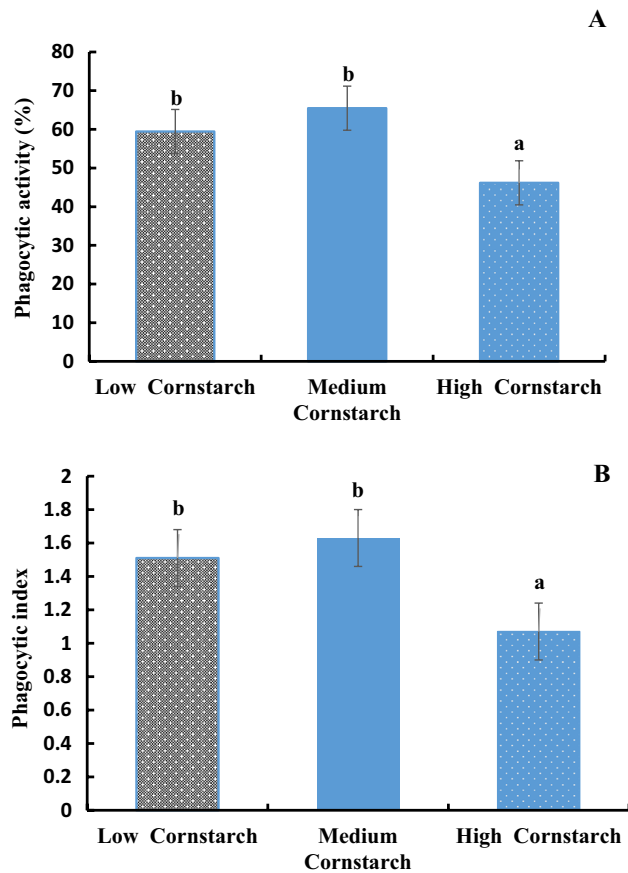 A
Phagocytic activity (%)
80
70
60
50
40
30
20
10
0
b
b
a
Low Cornstarch
Medium
Cornstarch
High Cornstarch
B
Phagocytic index
2
1.8
1.6
1.4
1.2
1
0.8
0.6
0.4
0.2
0
b
b
a
Low Cornstarch
Medium
Cornstarch
High Cornstarch